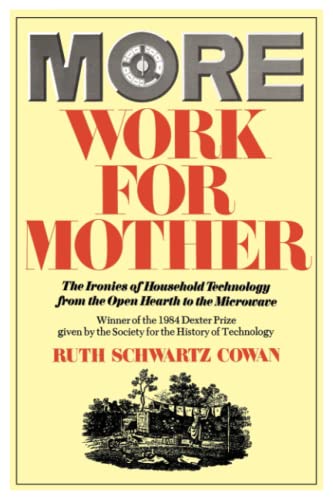 MORE
WORK
FOR
MOTHER
The Ironies of Household Technology
from the Open Hearth to the Microwave
Winner of the 1984 Dexter Prize
given by the Society for the History of Technology
RUTH SCHWARTZ COWAN